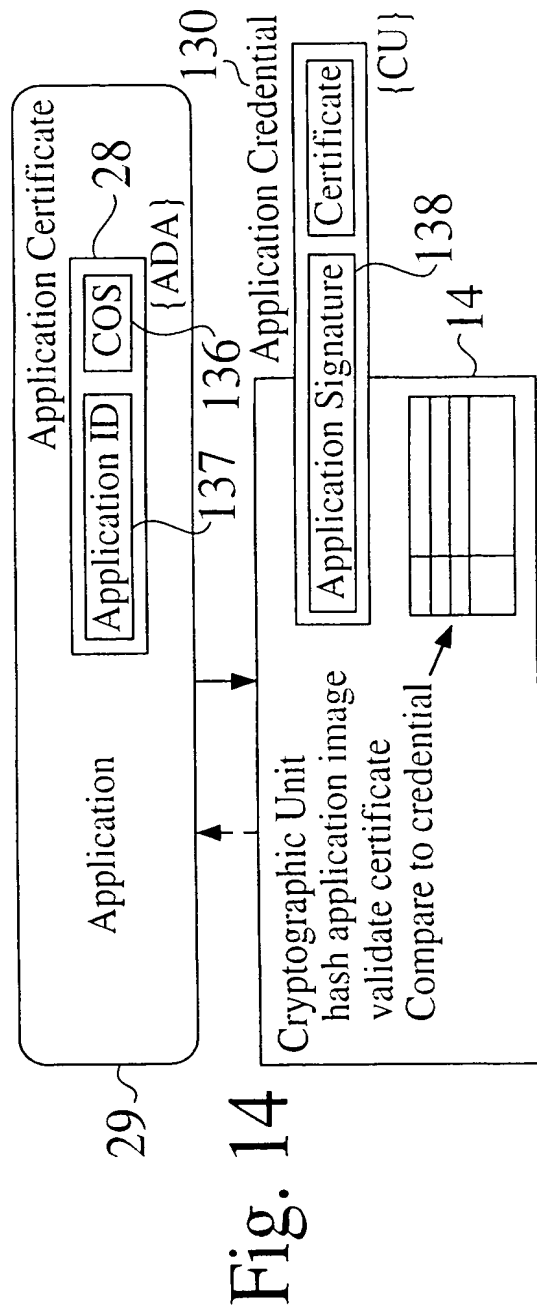 Application Certificate
Application
Application ID
COS
28
{ADA}
137
136
29
Application Credential
130
Application Signature
Certificate
{CU}
138
14
Cryptographic Unit
hash application image
validate certificate
Compare to credential
Fig. 14